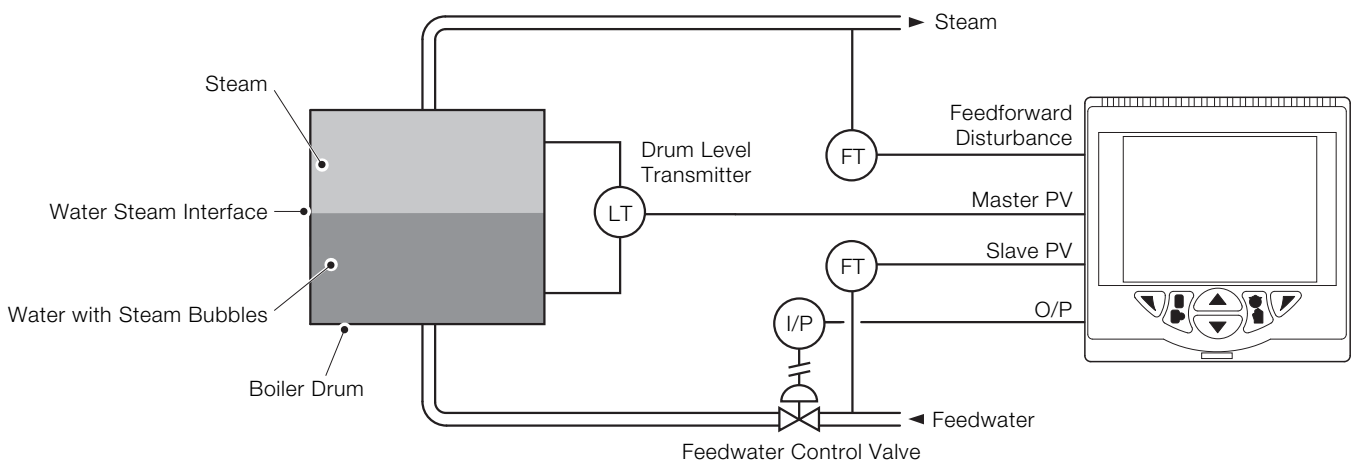 Steam
Steam
Feedforward
Disturbance
FT
Drum Level
Transmitter
Water Steam Interface
LT
Master PV
Slave PV
FT
Water with Steam Bubbles
I/P
O/P
Boiler Drum
Feedwater
Feedwater Control Valve